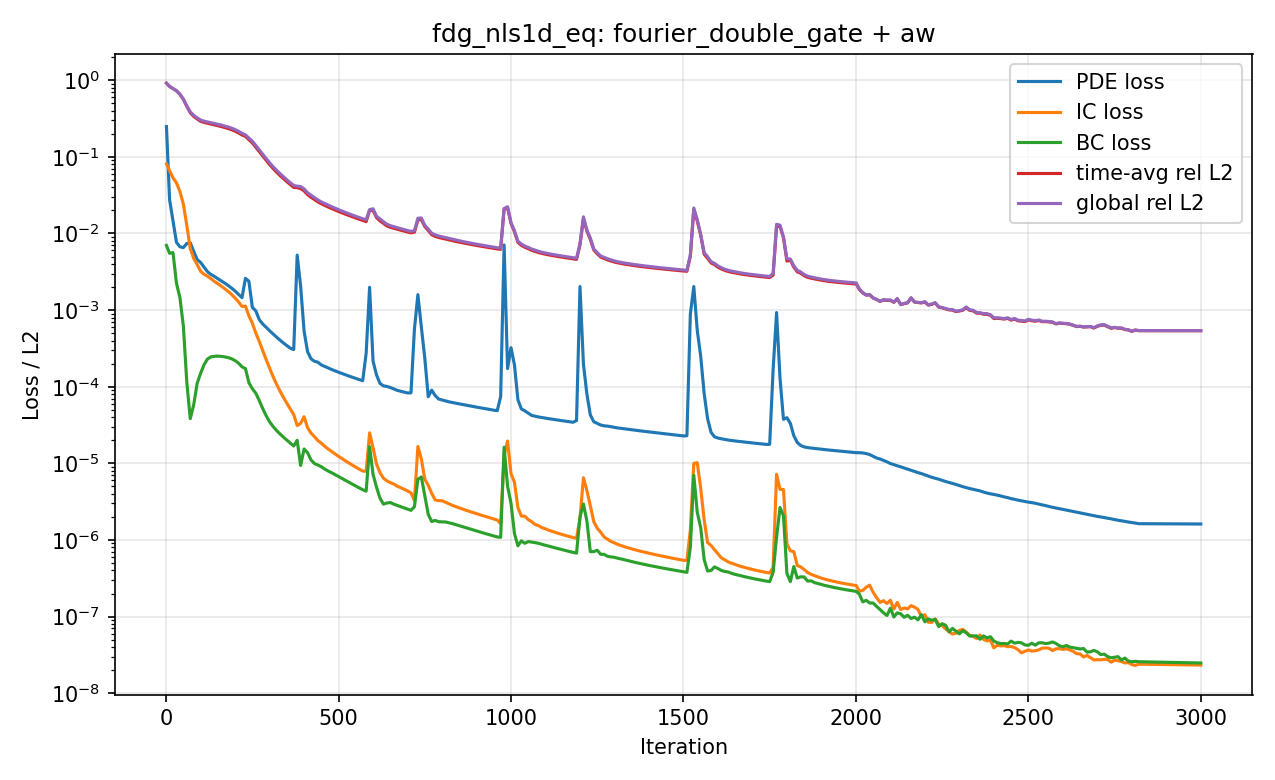 fdg_nls1d_eq: fourier_double_gate + aw
PDE loss
IC loss
BC loss
time-avg rel L2
global rel L2
Loss / L2
10⁰
10⁻¹
10⁻²
10⁻³
10⁻⁴
10⁻⁵
10⁻⁶
10⁻⁷
10⁻⁸
0 500 1000 1500 2000 2500 3000
Iteration